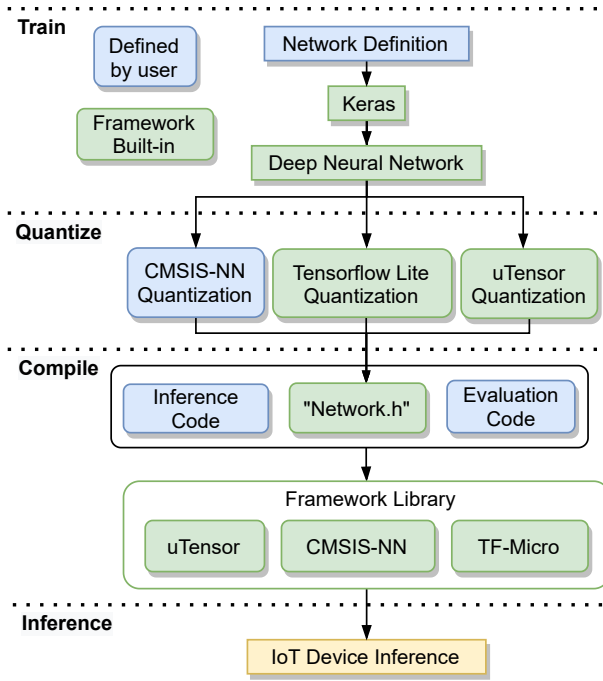 Train
Defined
by user
Network Definition
Keras
Framework
Built-in
Deep Neural Network
Quantize
CMSIS-NN
Quantization
Tensorflow Lite
Quantization
uTensor
Quantization
Compile
Inference
Code
"Network.h"
Evaluation
Code
Framework Library
uTensor
CMSIS-NN
TF-Micro
Inference
IoT Device Inference